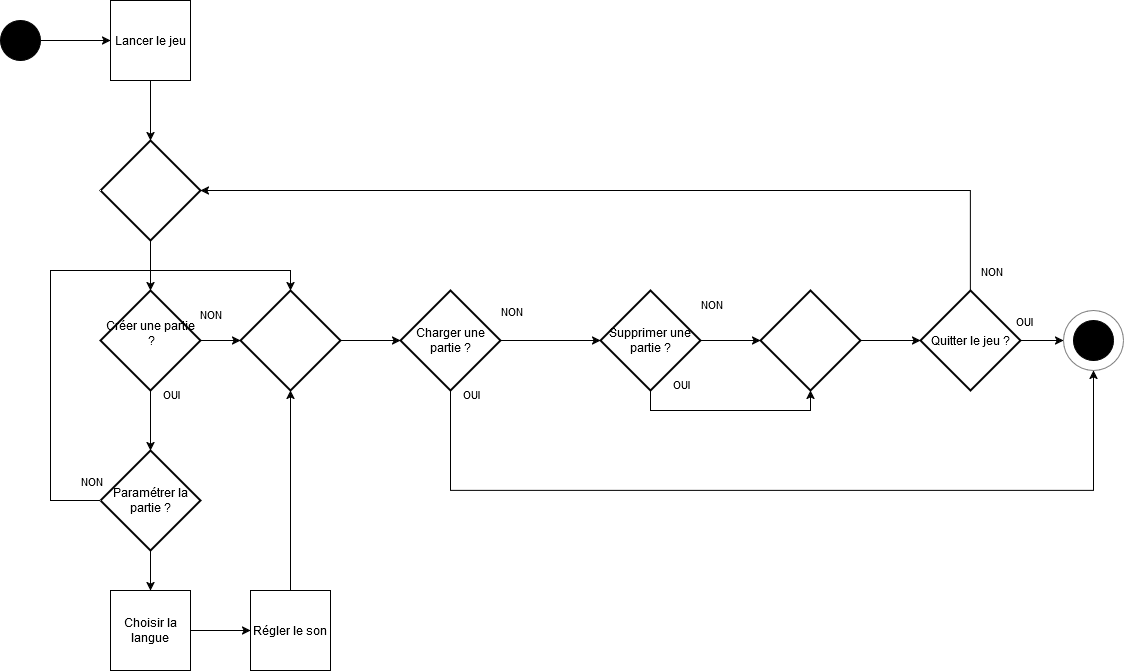 Lancer le jeu
NON
Créer une partie
?
NON
Charger une
partie ?
NON
Supprimer une
partie ?
NON
Quitter le jeu ?
OUI
OUI
OUI
OUI
NON
Paramétrer la
partie ?
Choisir la
langue
Régler le son